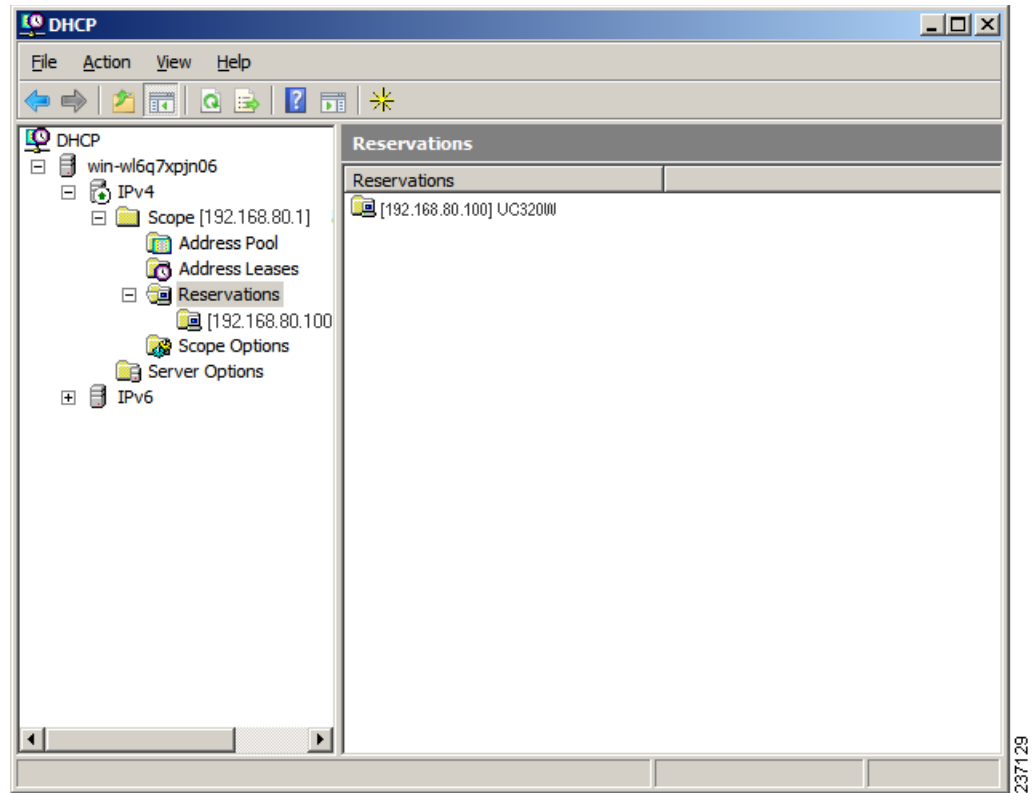 DHCP
File Action View Help
DHCP
win-wl6q7xpjn06
IPv4
Scope [192.168.80.1]
Address Pool
Address Leases
Reservations
[192.168.80.100
Scope Options
Server Options
IPv6
Reservations
Reservations
[192.168.80.100] UC320W
237129